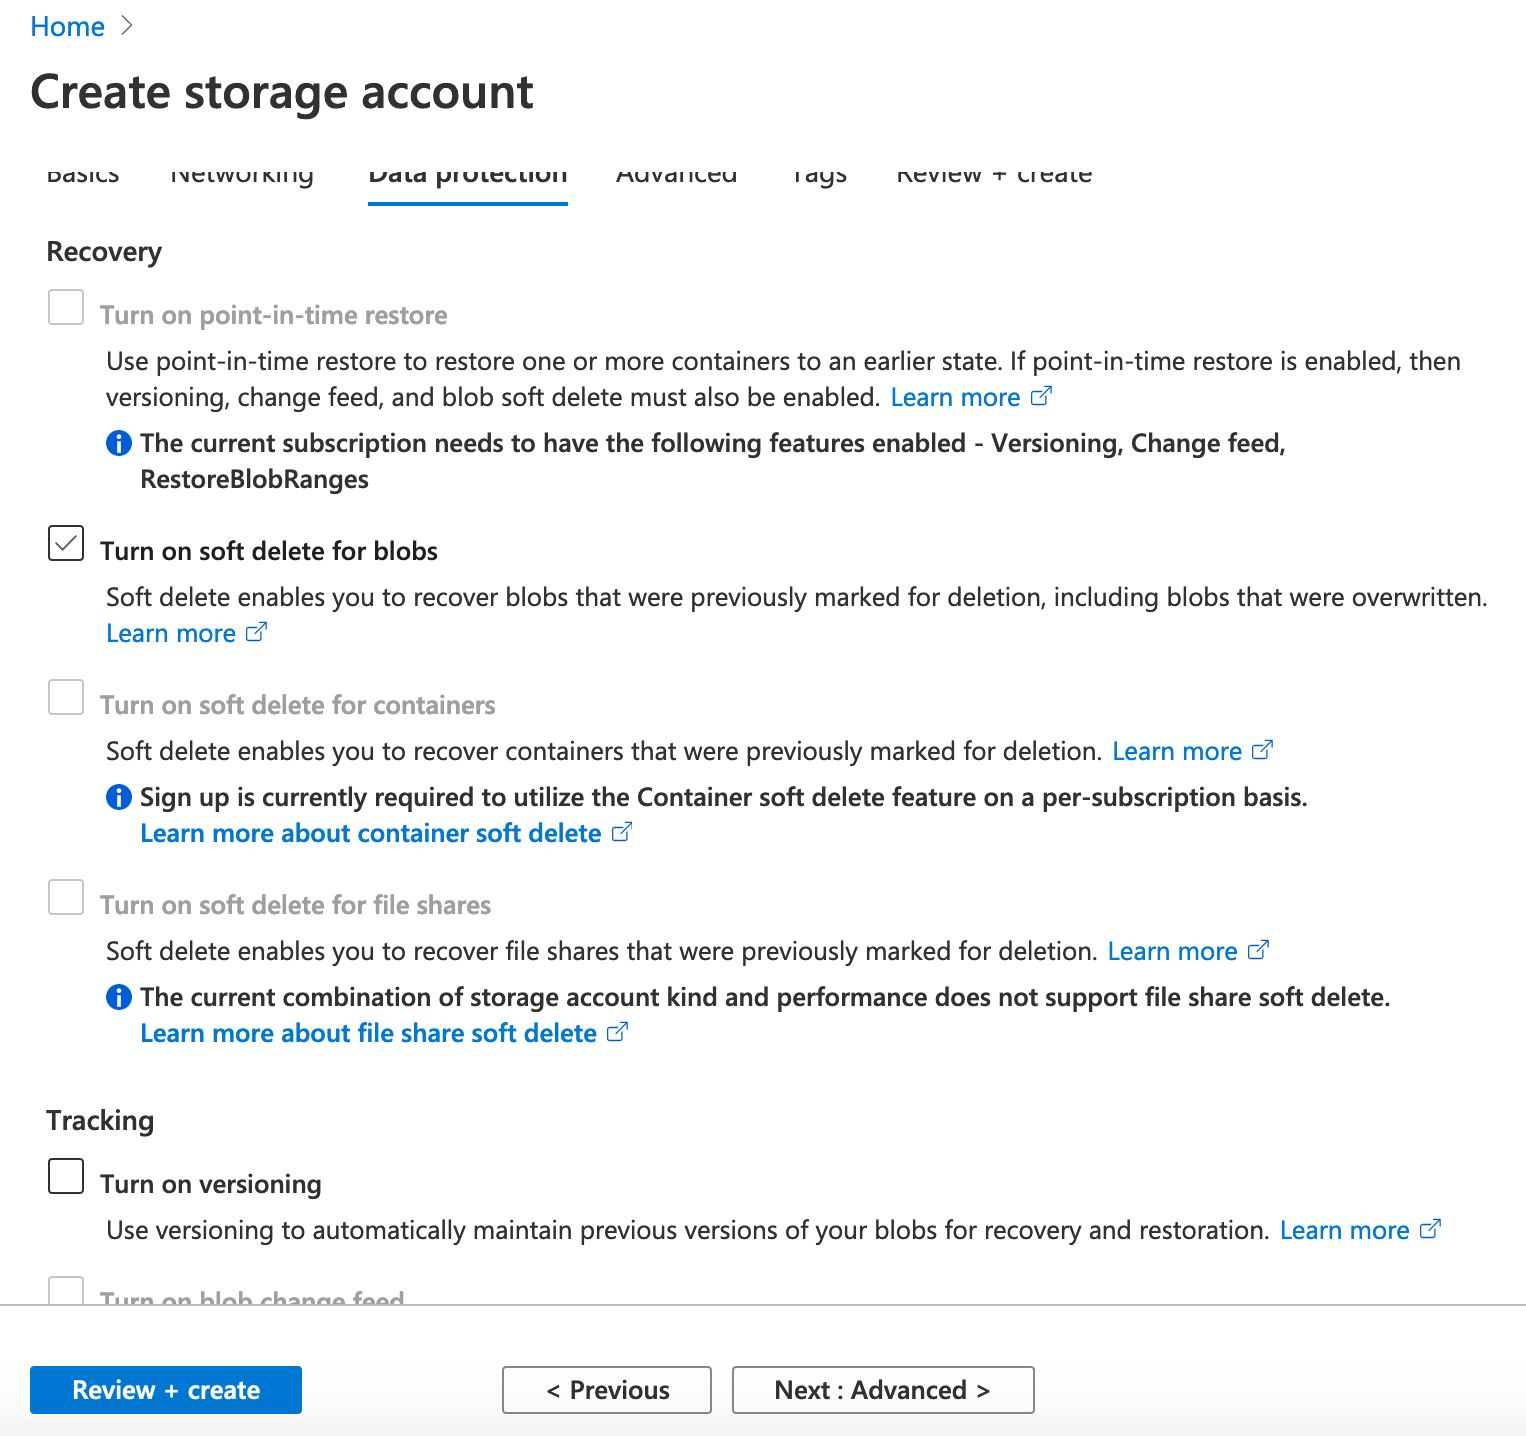 Home >
Create storage account
Basics Networking Data protection Advanced Tags Review + create
Recovery
Turn on point-in-time restore
Use point-in-time restore to restore one or more containers to an earlier state. If point-in-time restore is enabled, then
versioning, change feed, and blob soft delete must also be enabled. Learn more
The current subscription needs to have the following features enabled - Versioning, Change feed,
RestoreBlobRanges
Turn on soft delete for blobs
Soft delete enables you to recover blobs that were previously marked for deletion, including blobs that were overwritten.
Learn more
Turn on soft delete for containers
Soft delete enables you to recover containers that were previously marked for deletion. Learn more
Sign up is currently required to utilize the Container soft delete feature on a per-subscription basis.
Learn more about container soft delete
Turn on soft delete for file shares
Soft delete enables you to recover file shares that were previously marked for deletion. Learn more
The current combination of storage account kind and performance does not support file share soft delete.
Learn more about file share soft delete
Tracking
Turn on versioning
Use versioning to automatically maintain previous versions of your blobs for recovery and restoration. Learn more
Turn on blob change feed
Review + create
< Previous
Next : Advanced >